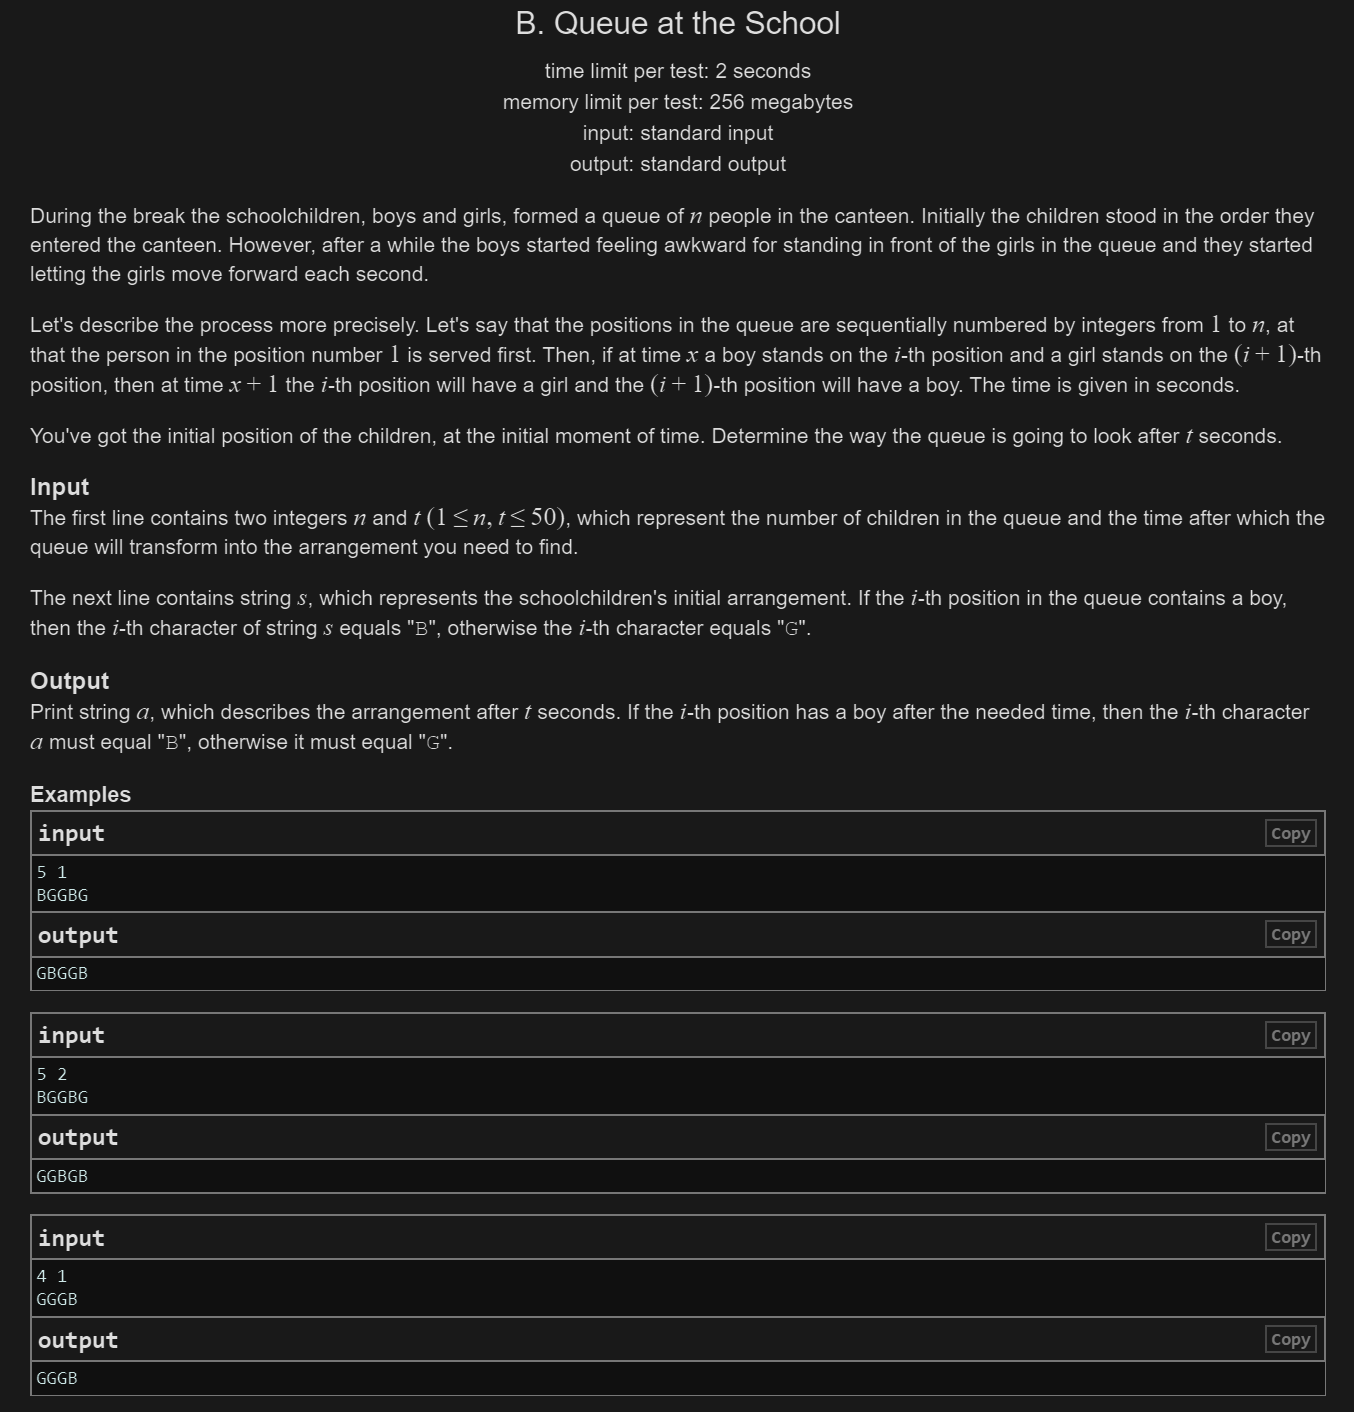 B. Queue at the School
time limit per test: 2 seconds
memory limit per test: 256 megabytes
input: standard input
output: standard output
During the break the schoolchildren, boys and girls, formed a queue of n people in the canteen. Initially the children stood in the order they
entered the canteen. However, after a while the boys started feeling awkward for standing in front of the girls in the queue and they started
letting the girls move forward each second.
Let's describe the process more precisely. Let's say that the positions in the queue are sequentially numbered by integers from 1 to n, at
that the person in the position number 1 is served first. Then, if at time x a boy stands on the i-th position and a girl stands on the (i + 1)-th
position, then at time x + 1 the i-th position will have a girl and the (i + 1)-th position will have a boy. The time is given in seconds.
You've got the initial position of the children, at the initial moment of time. Determine the way the queue is going to look after t seconds.
Input
The first line contains two integers n and t (1 ≤ n, t ≤ 50), which represent the number of children in the queue and the time after which the
queue will transform into the arrangement you need to find.
The next line contains string s, which represents the schoolchildren's initial arrangement. If the i-th position in the queue contains a boy,
then the i-th character of string s equals "B", otherwise the i-th character equals "G".
Output
Print string a, which describes the arrangement after t seconds. If the i-th position has a boy after the needed time, then the i-th character
a must equal "B", otherwise it must equal "G".
Examples
input Copy
5 1
BGGBG
output Copy
GBGGB
input Copy
5 2
BGGBG
output Copy
GGBGB
input Copy
4 1
GGGB
output Copy
GGGB